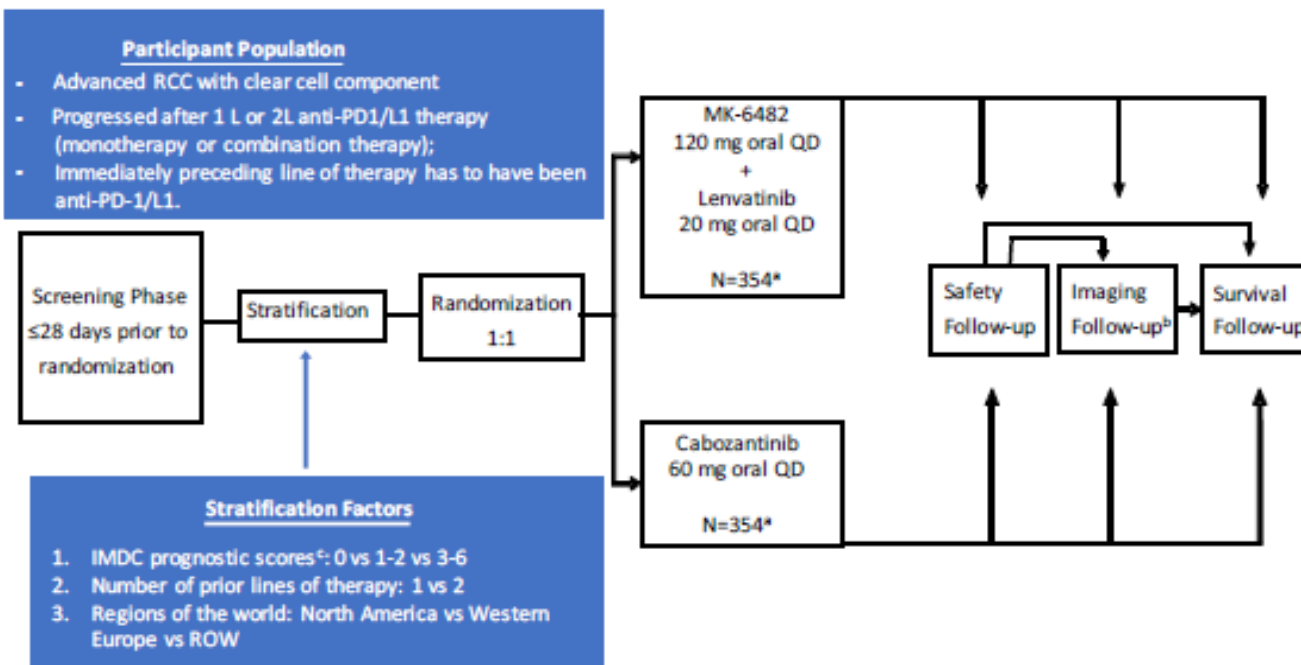 Participant Population
- Advanced RCC with clear cell component
- Progressed after 1 L or 2L anti-PD1/L1 therapy
(monotherapy or combination therapy);
- Immediately preceding line of therapy has to have been
anti-PD-1/L1.
Screening Phase
≤28 days prior to
randomization
Stratification
Randomization
1:1
MK-6482
120 mg oral QD
+
Lenvatinib
20 mg oral QD
N=354ª
Cabozantinib
60 mg oral QD
N=354ª
Safety
Follow-up
Imaging
Follow-upᵇ
Survival
Follow-up
Stratification Factors
1. IMDC prognostic scoresᶜ: 0 vs 1-2 vs 3-6
2. Number of prior lines of therapy: 1 vs 2
3. Regions of the world: North America vs Western
Europe vs ROW